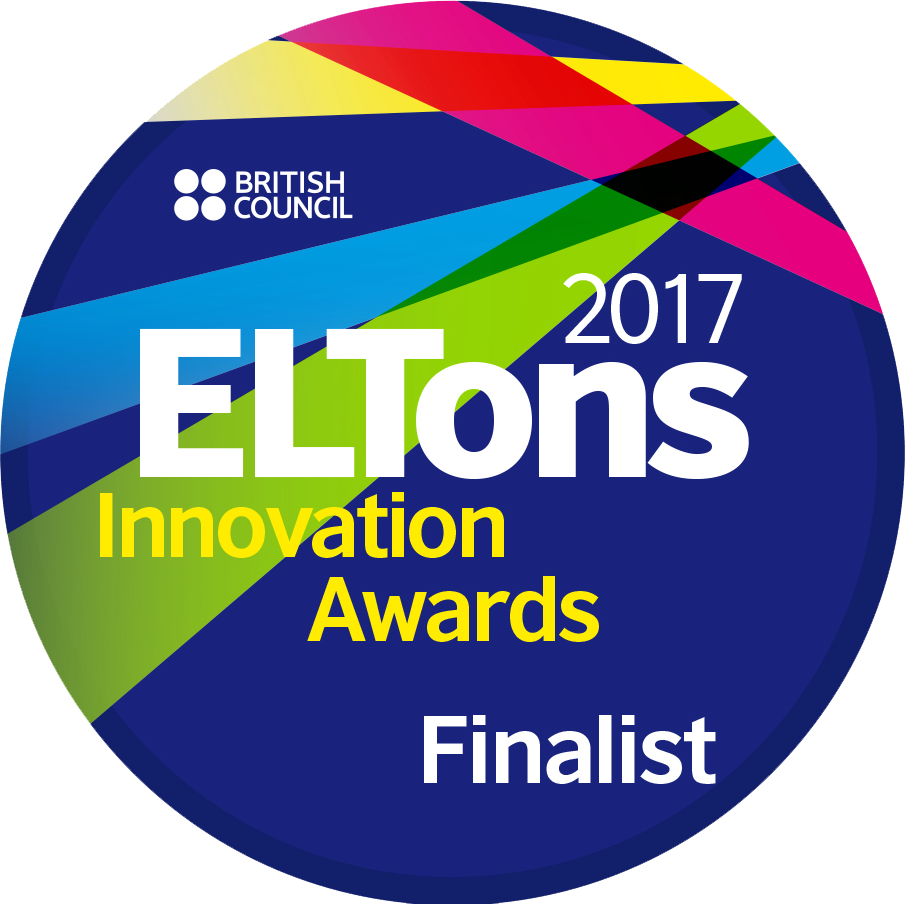 BRITISH
COUNCIL
2017
ELTons
Innovation
Awards
Finalist